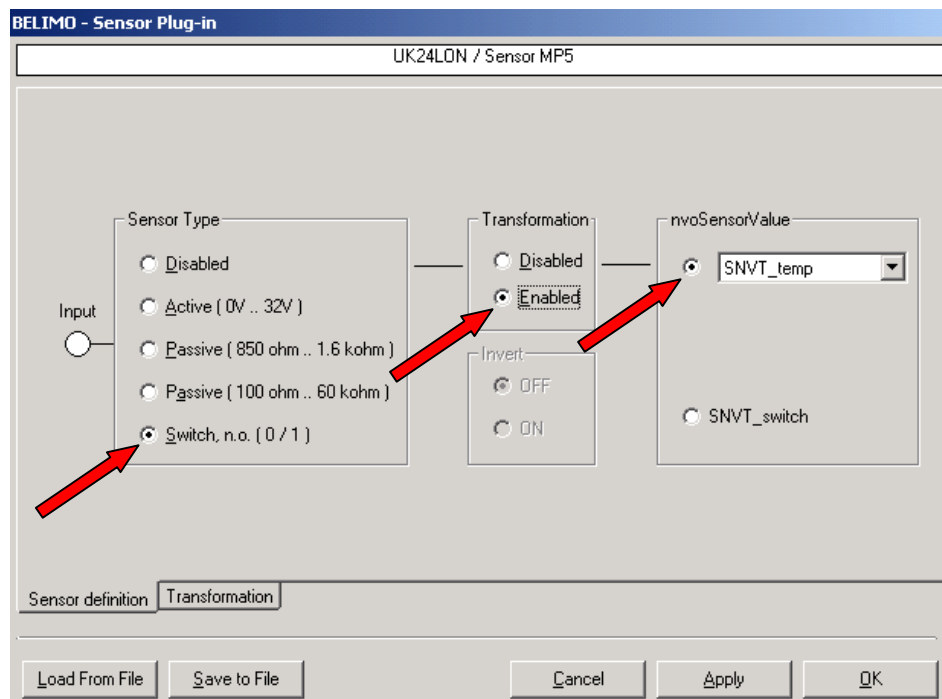 BELIMO - Sensor Plug-in
UK24LON / Sensor MP5
Input
Sensor Type
Disabled
Active ( 0V .. 32V )
Passive ( 850 ohm .. 1.6 kohm )
Passive ( 100 ohm .. 60 kohm )
Switch, n.o. ( 0 / 1 )
Transformation
Disabled
Enabled
Invert
OFF
ON
nvoSensorValue
SNVT_temp
SNVT_switch
Sensor definition
Transformation
Load From File
Save to File
Cancel
Apply
OK